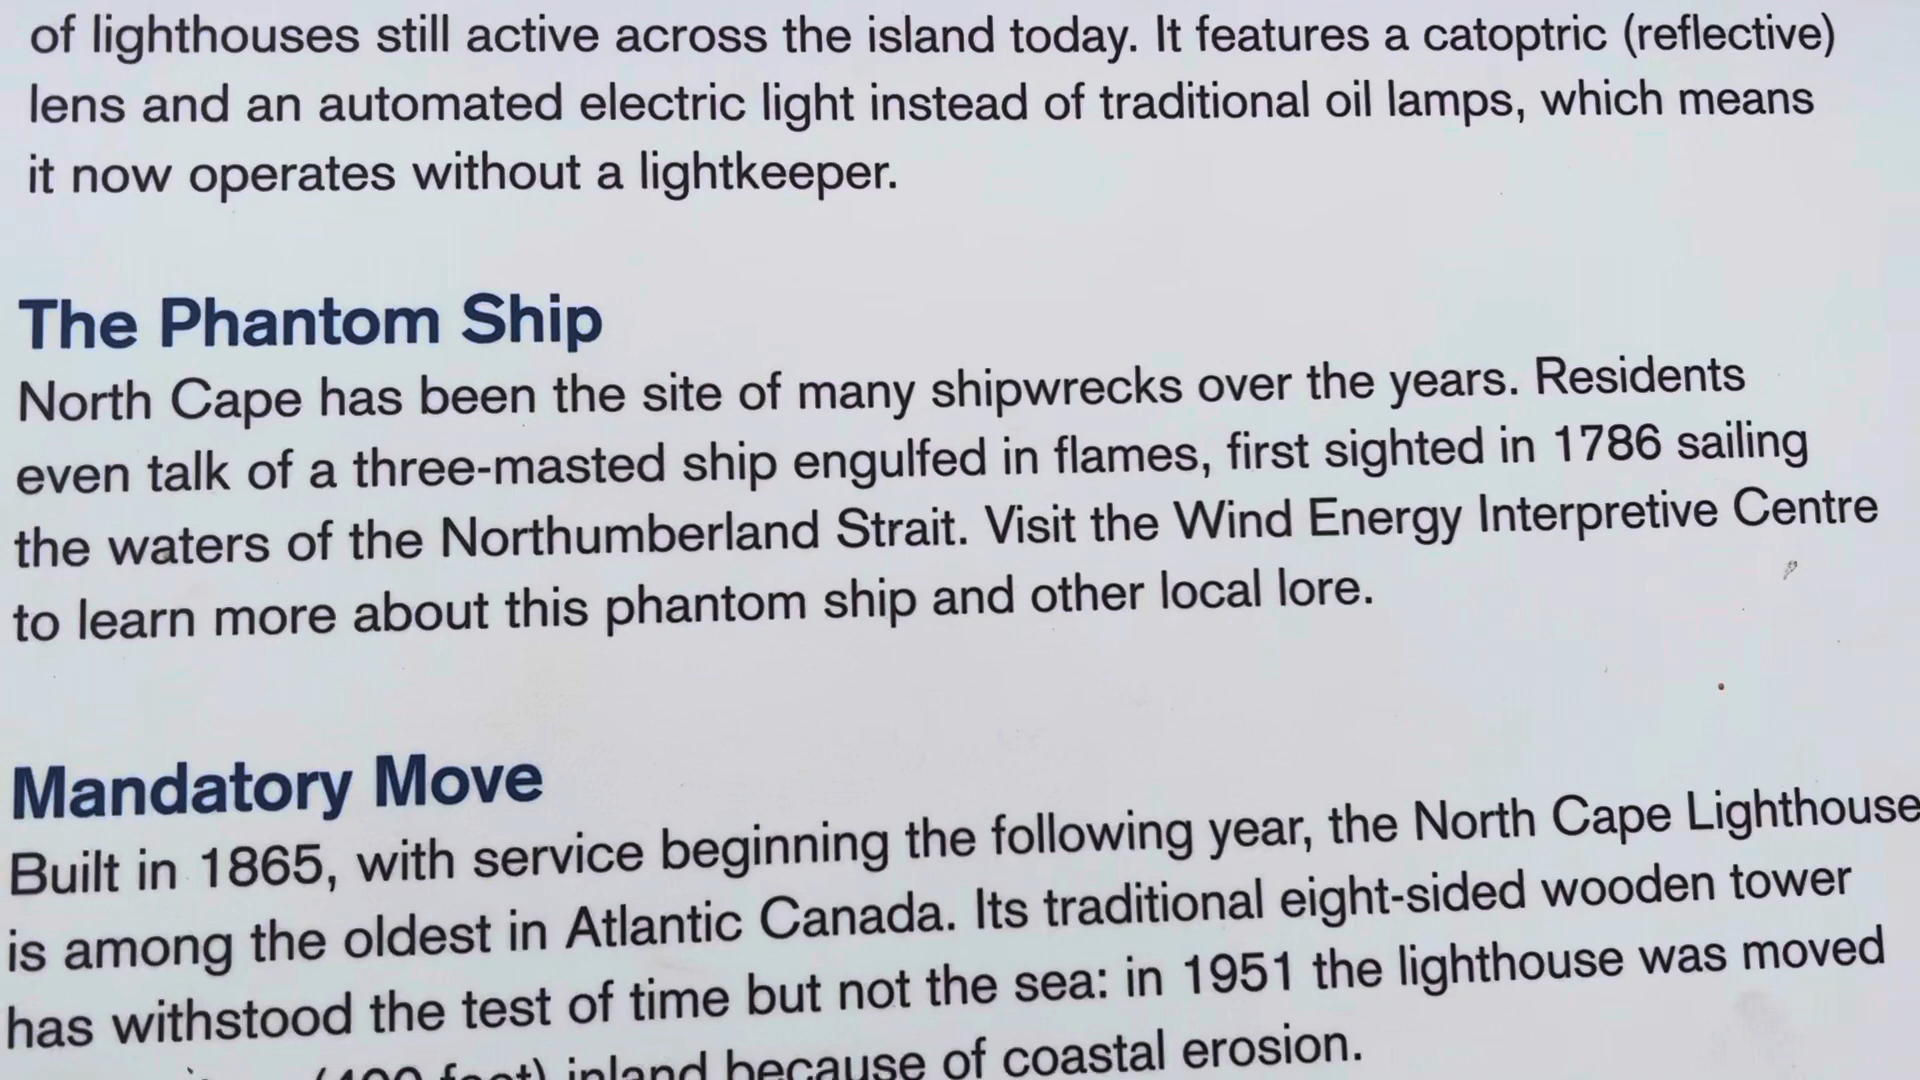 of lighthouses still active across the island today. It features a catoptric (reflective)
lens and an automated electric light instead of traditional oil lamps, which means
it now operates without a lightkeeper.
The Phantom Ship
North Cape has been the site of many shipwrecks over the years. Residents
even talk of a three-masted ship engulfed in flames, first sighted in 1786 sailing
the waters of the Northumberland Strait. Visit the Wind Energy Interpretive Centre
to learn more about this phantom ship and other local lore.
Mandatory Move
Built in 1865, with service beginning the following year, the North Cape Lighthouse
is among the oldest in Atlantic Canada. Its traditional eight-sided wooden tower
has withstood the test of time but not the sea: in 1951 the lighthouse was moved
(400 feet) inland because of coastal erosion.